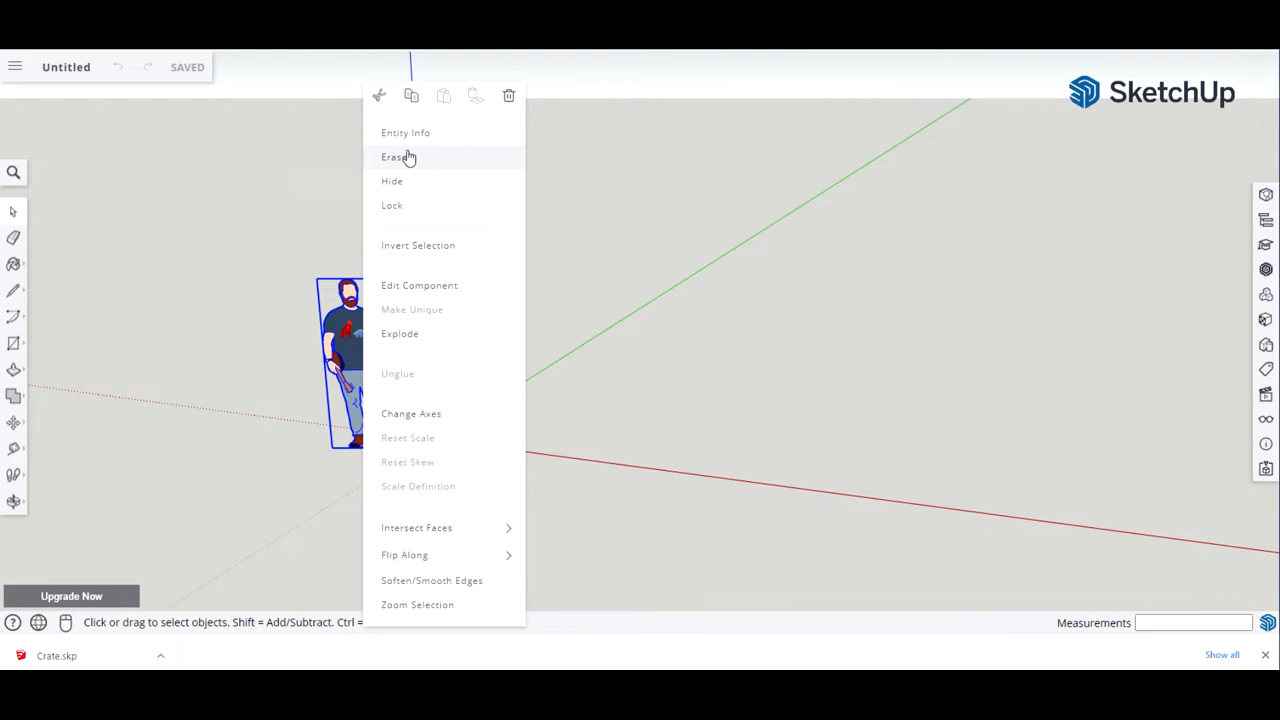 Untitled
SAVED
SketchUp
Entity Info
Erase
Hide
Lock
Invert Selection
Edit Component
Make Unique
Explode
Unglue
Change Axes
Reset Scale
Reset Skew
Scale Definition
Intersect Faces
Flip Along
Soften/Smooth Edges
Zoom Selection
Upgrade Now
Click or drag to select objects. Shift = Add/Subtract. Ctrl =
Measurements
Crate.skp
Show all